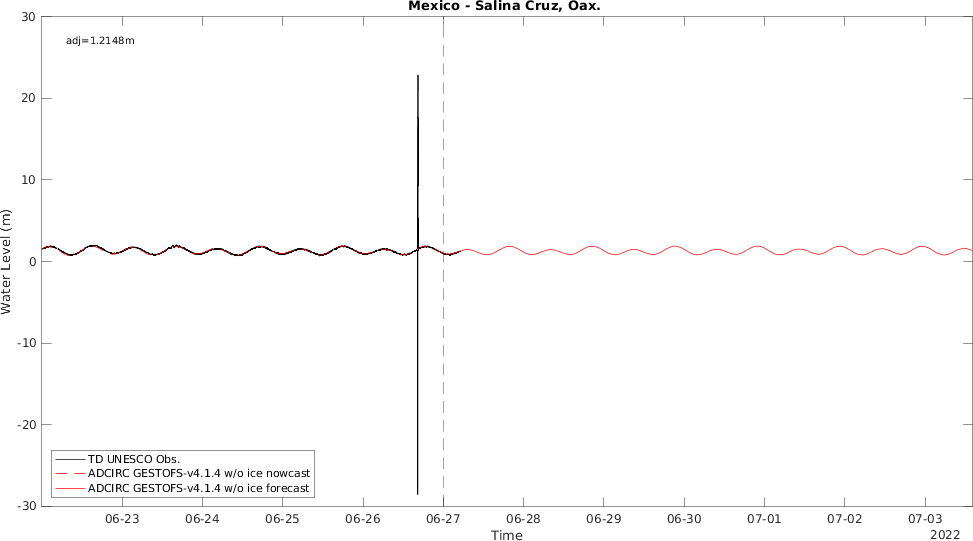 Mexico - Salina Cruz, Oax.
adj=1.2148m
Water Level (m)
30
20
10
0
-10
-20
-30
TD UNESCO Obs.
ADCIRC GESTOFS-v4.1.4 w/o ice nowcast
ADCIRC GESTOFS-v4.1.4 w/o ice forecast
06-23 06-24 06-25 06-26 06-27 06-28 06-29 06-30 07-01 07-02 07-03
Time
2022